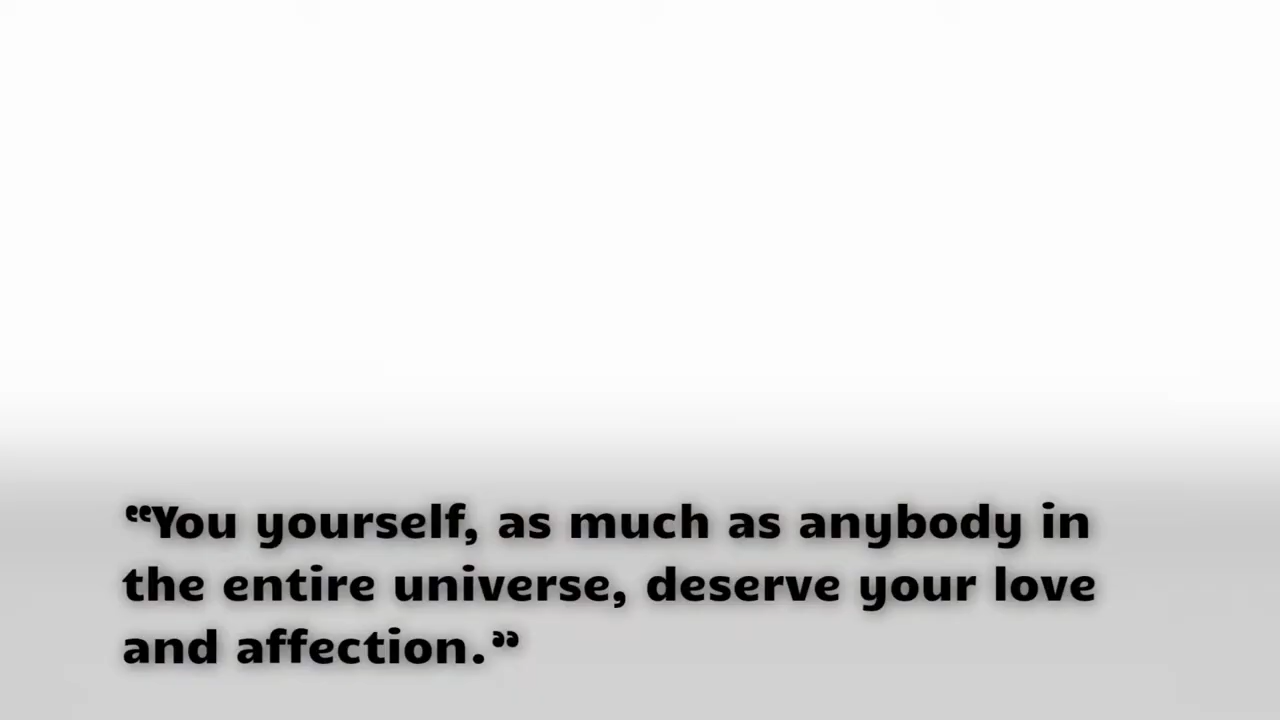 “You yourself, as much as anybody in
the entire universe, deserve your love
and affection.”